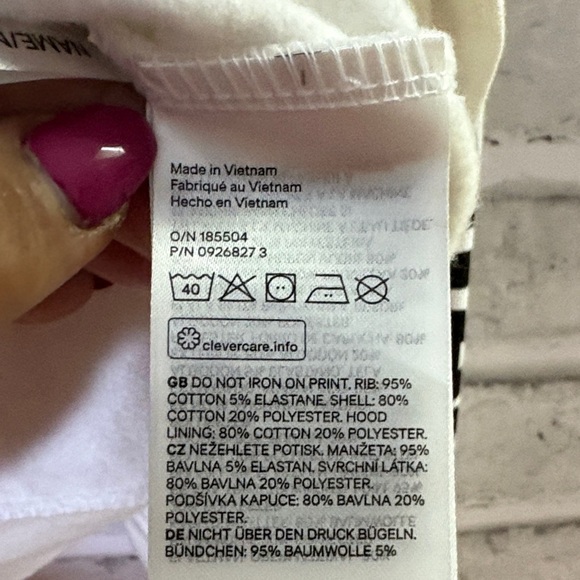 Made in Vietnam
Fabriqué au Vietnam
Hecho en Vietnam
O/N 185504
P/N 0926827 3
40
clevercare.info
GB DO NOT IRON ON PRINT. RIB: 95%
COTTON 5% ELASTANE. SHELL: 80%
COTTON 20% POLYESTER. HOOD
LINING: 80% COTTON 20% POLYESTER.
CZ NEŽEHLETE POTISK. MANŽETA: 95%
BAVLNA 5% ELASTAN. SVRCHNÍ LÁTKA:
80% BAVLNA 20% POLYESTER.
PODŠÍVKA KAPUCE: 80% BAVLNA 20%
POLYESTER.
DE NICHT ÜBER DEN DRUCK BÜGELN.
BÜNDCHEN: 95% BAUMWOLLE 5%